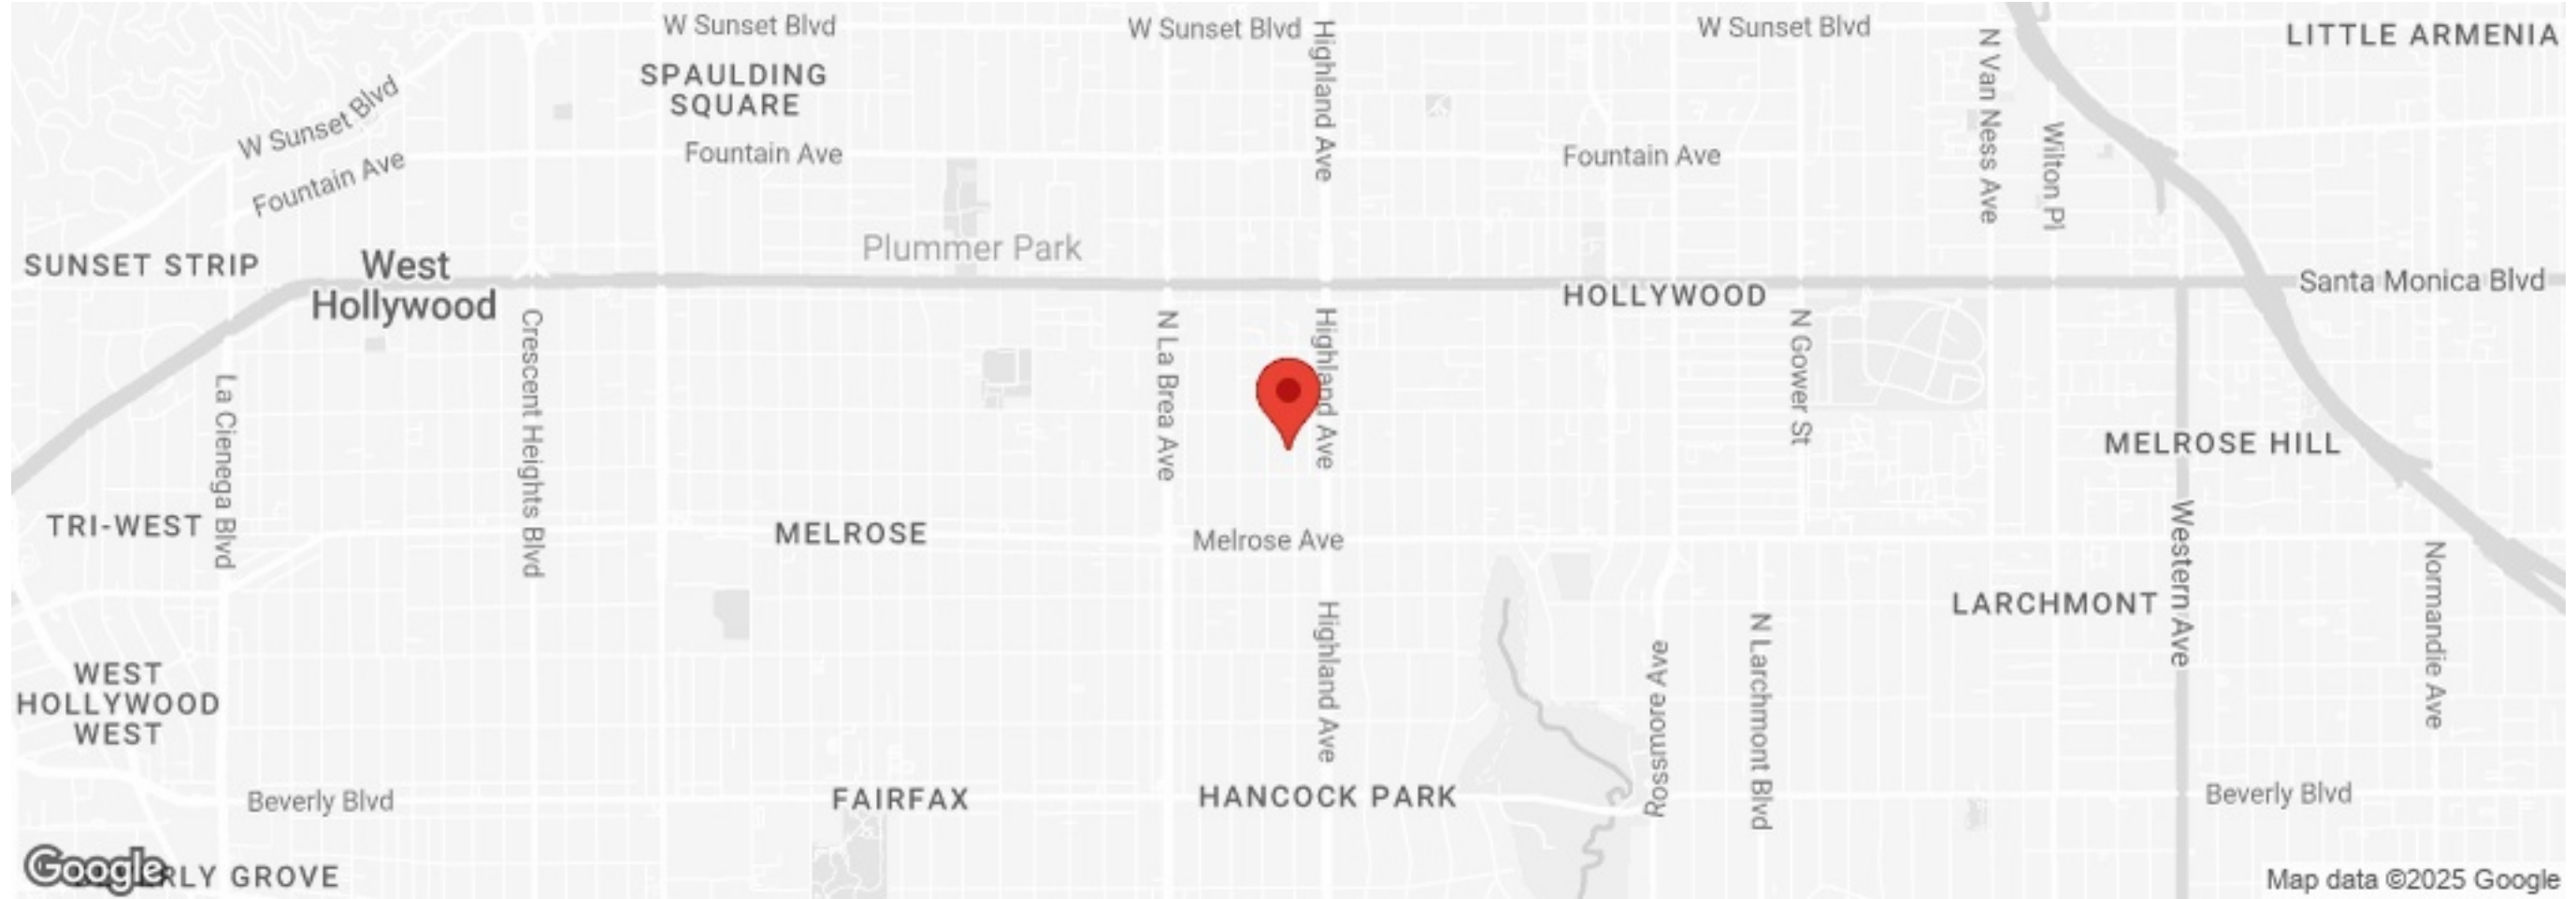 W Sunset Blvd
W Sunset Blvd
W Sunset Blvd
LITTLE ARMENIA
SPAULDING
SQUARE
Highland Ave
N Van Ness Ave
Wilton Pl
W Sunset Blvd
Fountain Ave
Fountain Ave
Fountain Ave
Plummer Park
SUNSET STRIP
West
Hollywood
HOLLYWOOD
Santa Monica Blvd
Crescent Heights Blvd
N La Brea Ave
Highland Ave
N Gower St
La Cienega Blvd
MELROSE HILL
TRI-WEST
MELROSE
Melrose Ave
Western Ave
Normandie Ave
LARCHMONT
Highland Ave
Rossmore Ave
N Larchmont Blvd
WEST
HOLLYWOOD
WEST
Beverly Blvd
FAIRFAX
HANCOCK PARK
Beverly Blvd
Google
RLY GROVE
Map data ©2025 Google